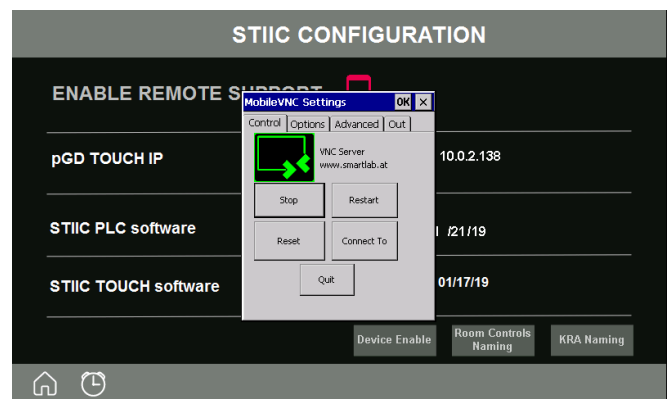 STIIC CONFIGURATION
ENABLE REMOTE SUPPORT
MobileVNC Settings OK ×
Control Options Advanced Out
VNC Server
www.smartlab.at
pGD TOUCH IP 10.0.2.138
Stop Restart
STIIC PLC software /21/19
Reset Connect To
Quit
STIIC TOUCH software 01/17/19
Device Enable
Room Controls
Naming
KRA Naming